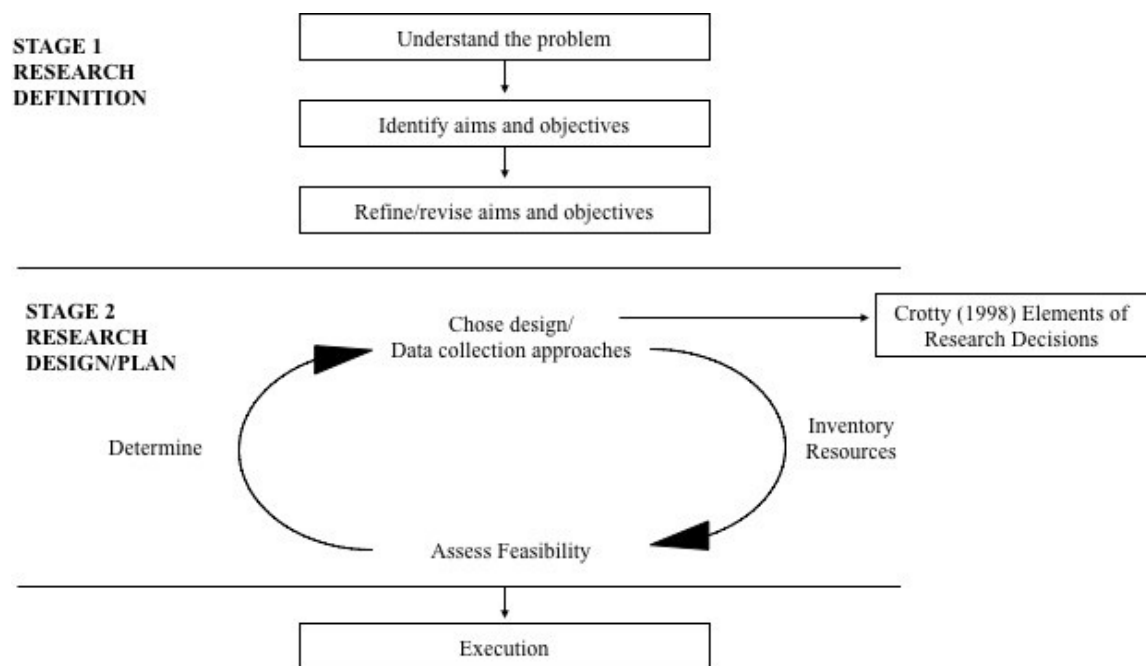 STAGE 1
RESEARCH
DEFINITION
Understand the problem
Identify aims and objectives
Refine/revise aims and objectives
STAGE 2
RESEARCH
DESIGN/PLAN
Chose design/
Data collection approaches
Crotty (1998) Elements of
Research Decisions
Determine
Inventory
Resources
Assess Feasibility
Execution